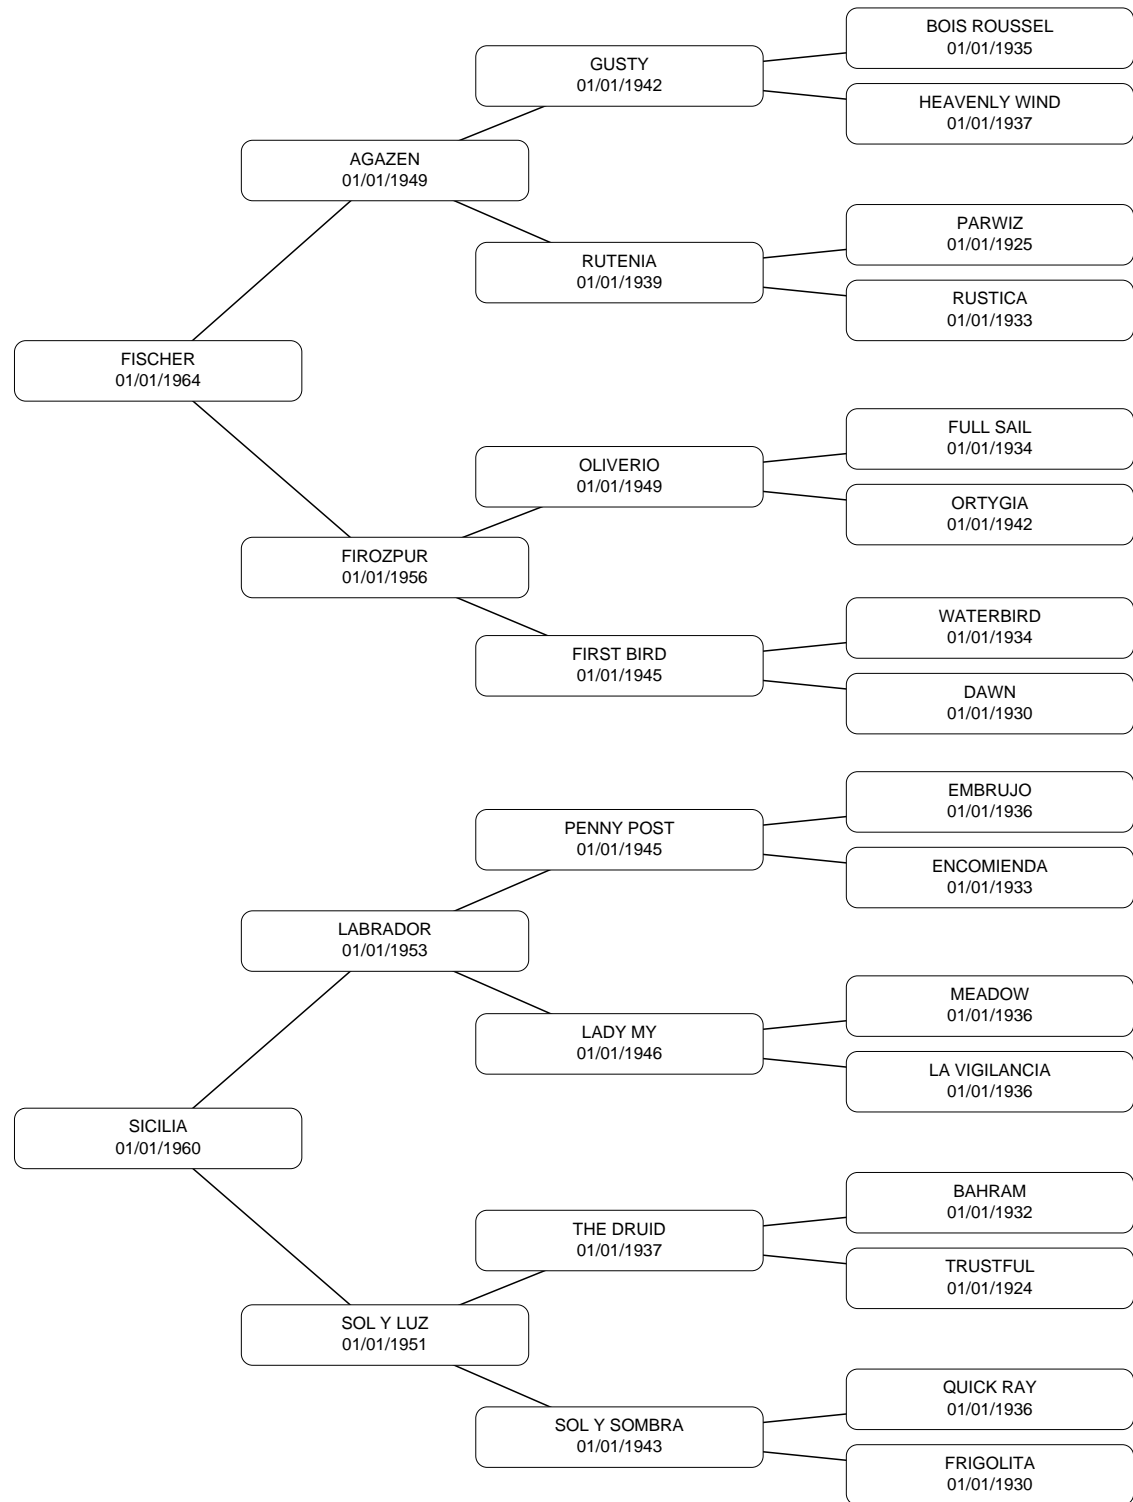 BOIS ROUSSEL
01/01/1935
GUSTY
01/01/1942
HEAVENLY WIND
01/01/1937
AGAZEN
01/01/1949
PARWIZ
01/01/1925
RUTENIA
01/01/1939
RUSTICA
01/01/1933
FISCHER
01/01/1964
FULL SAIL
01/01/1934
OLIVERIO
01/01/1949
ORTYGIA
01/01/1942
FIROZPUR
01/01/1956
WATERBIRD
01/01/1934
FIRST BIRD
01/01/1945
DAWN
01/01/1930
EMBRUJO
01/01/1936
PENNY POST
01/01/1945
ENCOMIENDA
01/01/1933
LABRADOR
01/01/1953
MEADOW
01/01/1936
LADY MY
01/01/1946
LA VIGILANCIA
01/01/1936
SICILIA
01/01/1960
BAHRAM
01/01/1932
THE DRUID
01/01/1937
TRUSTFUL
01/01/1924
SOL Y LUZ
01/01/1951
QUICK RAY
01/01/1936
SOL Y SOMBRA
01/01/1943
FRIGOLITA
01/01/1930